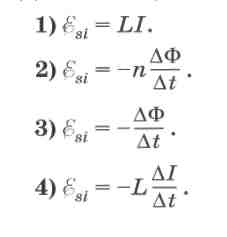 1) ℰ_si = LI.
2) ℰ_si = −n ΔΦ/Δt .
3) ℰ_si = − ΔΦ/Δt .
4) ℰ_si = −L ΔI/Δt .